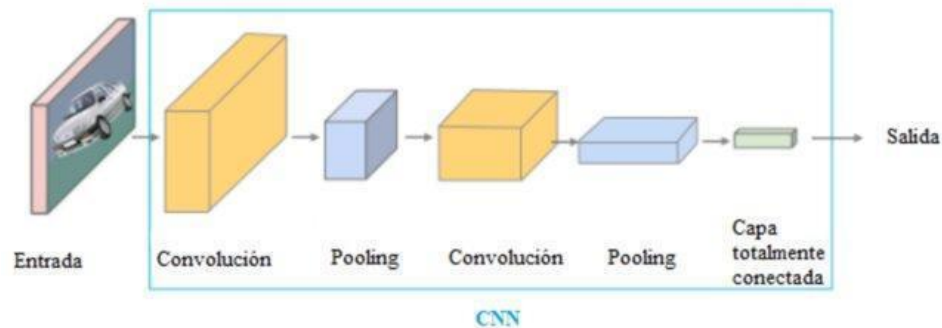 Entrada
Convolución
Pooling
Convolución
Pooling
Capa
totalmente
conectada
Salida
CNN